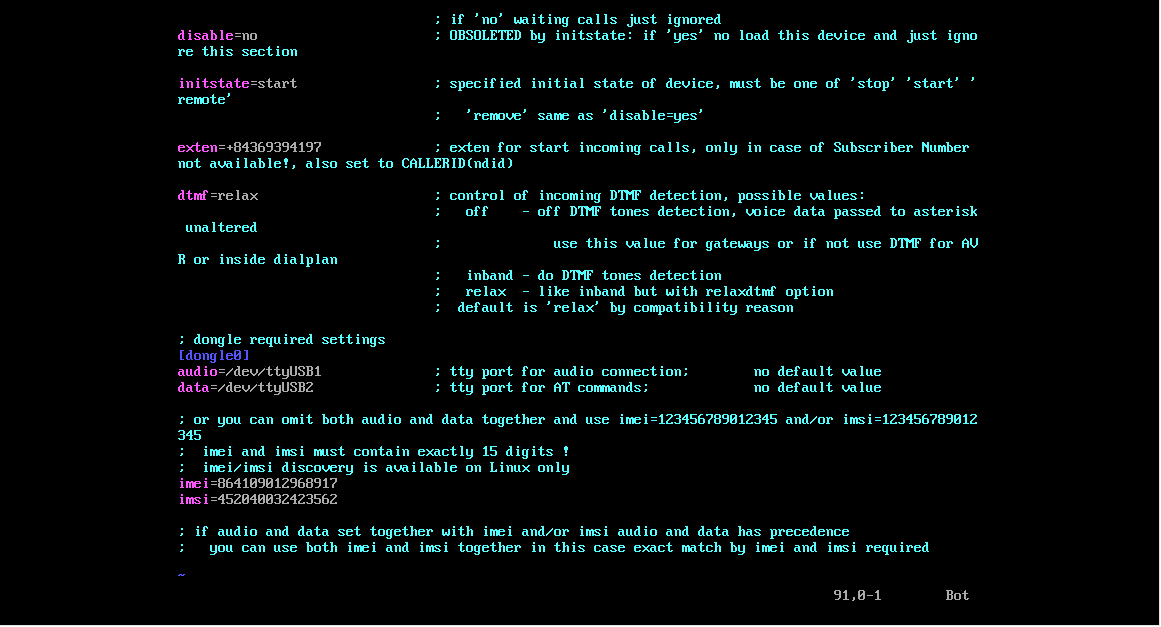 ; if 'no' waiting calls just ignored
disable=no ; OBSOLETED by initstate: if 'yes' no load this device and just igno
re this section
initstate=start ; specified initial state of device, must be one of 'stop' 'start' '
remote'
; 'remove' same as 'disable=yes'
exten=+84369394197 ; exten for start incoming calls, only in case of Subscriber Number
not available!, also set to CALLERID(ndid)
dtmf=relax ; control of incoming DTMF detection, possible values:
; off - off DTMF tones detection, voice data passed to asterisk
unaltered
; use this value for gateways or if not use DTMF for AV
R or inside dialplan
; inband - do DTMF tones detection
; relax - like inband but with relaxdtmf option
; default is 'relax' by compatibility reason
; dongle required settings
[dongle0]
audio=/dev/ttyUSB1 ; tty port for audio connection; no default value
data=/dev/ttyUSB2 ; tty port for AT commands; no default value
; or you can omit both audio and data together and use imei=123456789012345 and/or imsi=123456789012
345
; imei and imsi must contain exactly 15 digits !
; imei/imsi discovery is available on Linux only
imei=864109012968917
imsi=452040032423562
; if audio and data set together with imei and/or imsi audio and data has precedence
; you can use both imei and imsi together in this case exact match by imei and imsi required
~
91,0-1 Bot